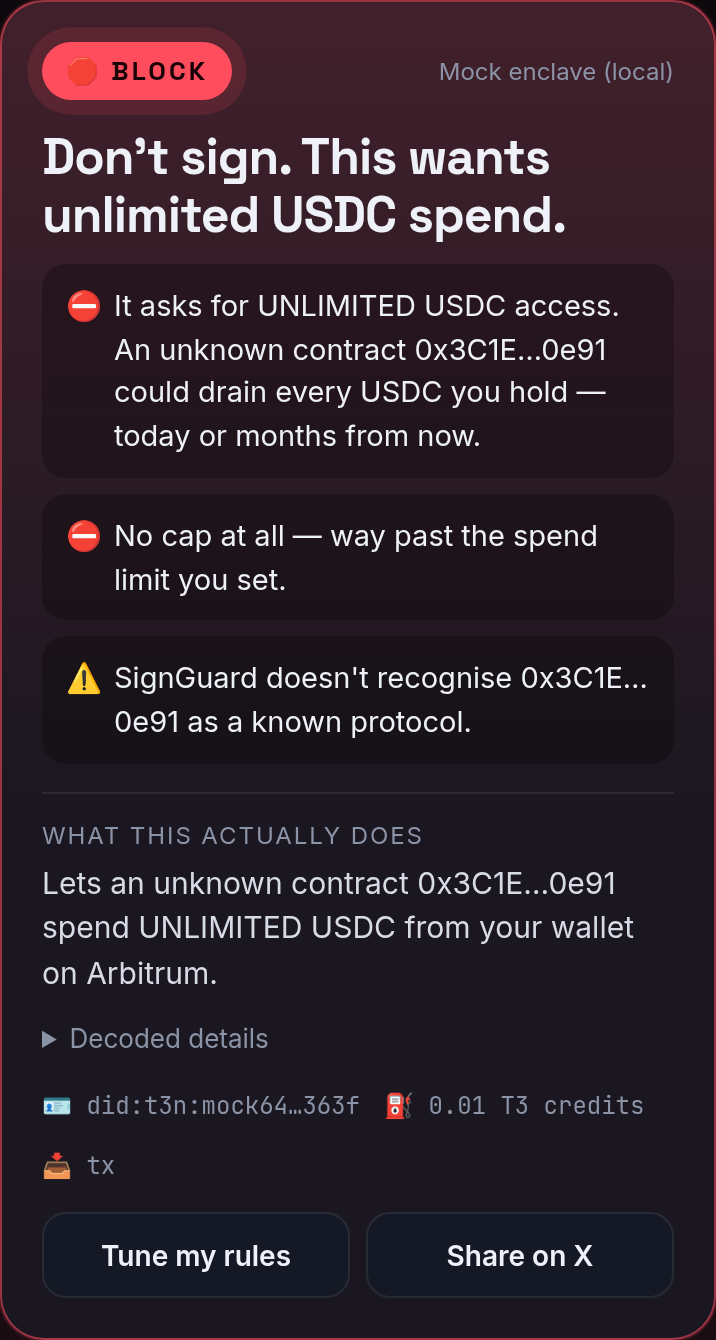 🛑 BLOCK
Mock enclave (local)
Don’t sign. This wants
unlimited USDC spend.
⛔ It asks for UNLIMITED USDC access.
An unknown contract 0x3C1E…0e91
could drain every USDC you hold —
today or months from now.
⛔ No cap at all — way past the spend
limit you set.
⚠️ SignGuard doesn't recognise 0x3C1E…
0e91 as a known protocol.
WHAT THIS ACTUALLY DOES
Lets an unknown contract 0x3C1E…0e91
spend UNLIMITED USDC from your wallet
on Arbitrum.
▶ Decoded details
🪪 did:t3n:mock64…363f ⛽ 0.01 T3 credits
📥 tx
Tune my rules
Share on X